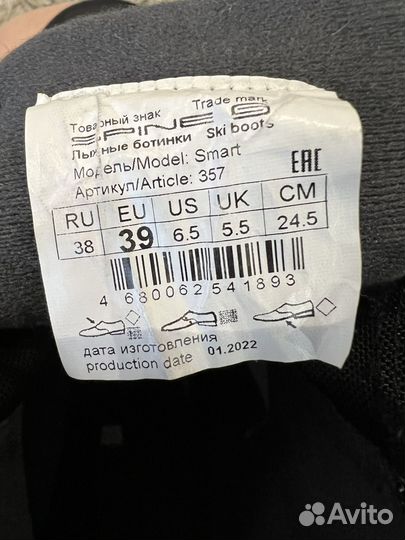 Товарный знак Trade mark
SPINE
Лыжные ботинки Ski boots
Модель/Model: Smart
Артикул/Article: 357
EAC
RU EU US UK CM
38 39 6.5 5.5 24.5
4 680062 541893
дата изготовления
production date 01.2022
Avito